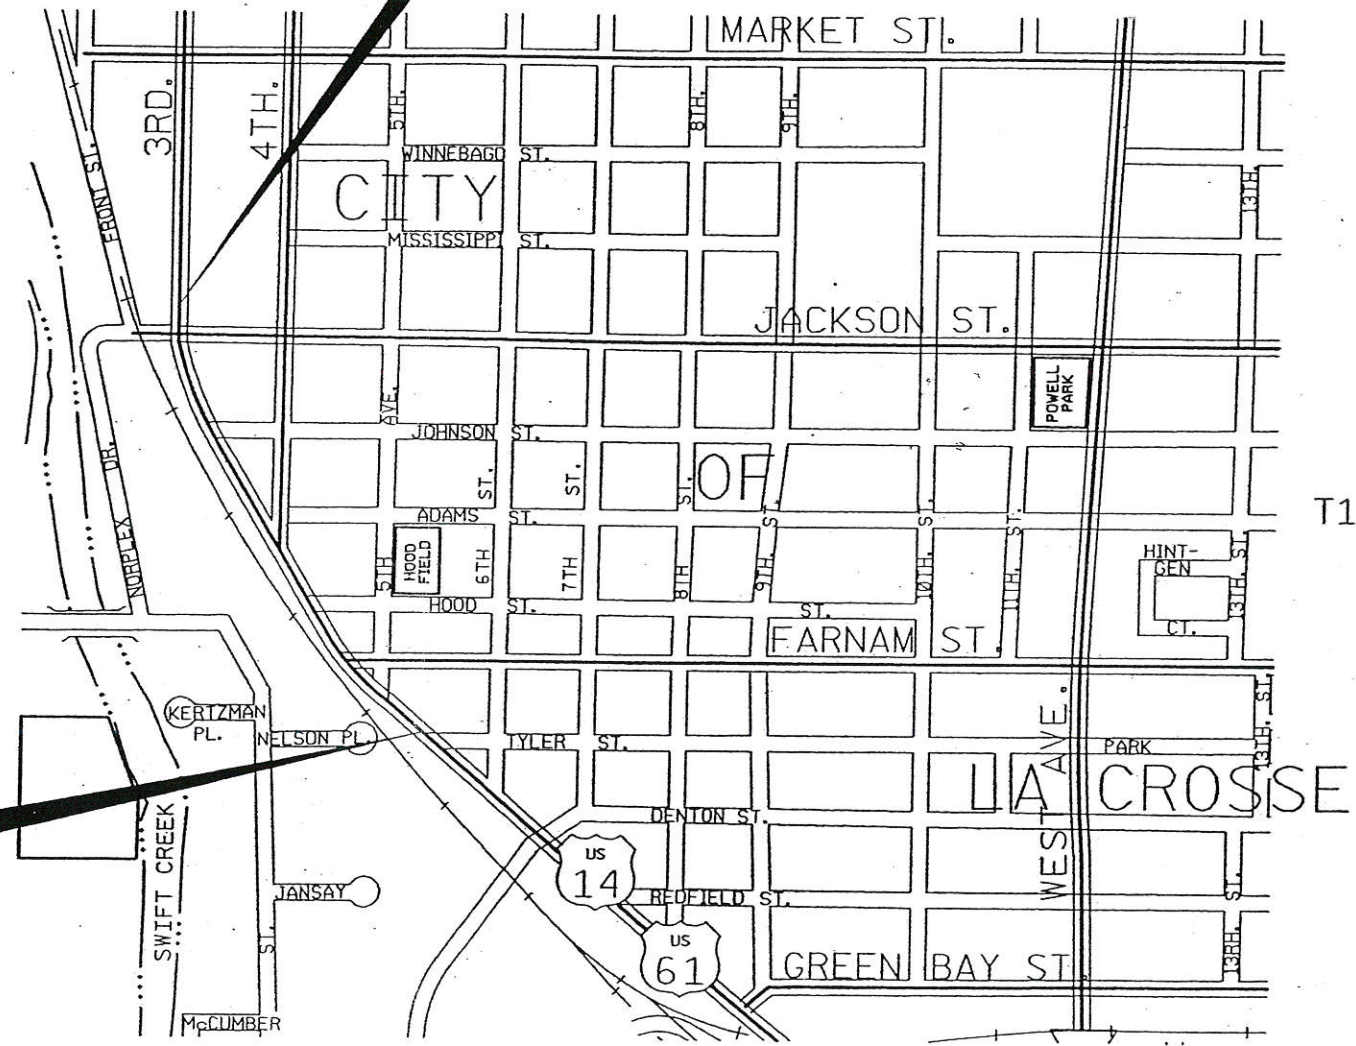 MARKET ST.
3RD.
4TH.
5TH.
8TH.
9TH.
FRONT ST.
WINNEBAGO ST.
CITY
13TH.
MISSISSIPPI ST.
JACKSON ST.
POWELL
PARK
AVE.
JOHNSON ST.
DR.
NORPLEX
ST.
ST.
ST.
OF
ST.
ST.
ST.
ADAMS ST.
T1
HOOD
FIELD
5TH
6TH
7TH
8TH
9TH.
10TH.
11TH.
HINT-
GEN
CT.
ST.
13TH.
HOOD ST.
ST.
FARNAM ST.
KERTZMAN
PL.
NELSON PL.
TYLER ST.
WEST AVE.
PARK
ST.
13TH.
LA CROSSE
DENTON ST.
SWIFT CREEK
US
14
JANSAY
REDFIELD ST.
ST.
ST.
US
61
GREEN BAY ST.
13RH.
McCUMBER